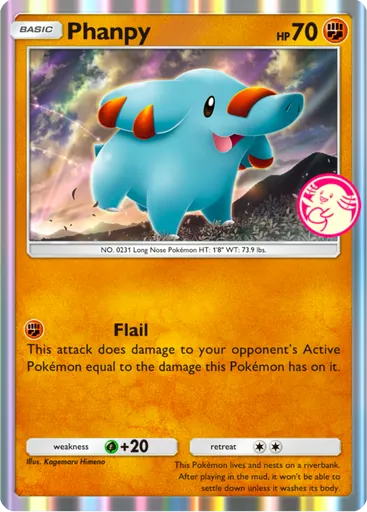 BASIC Phanpy HP 70
NO. 0231 Long Nose Pokémon HT: 1'8" WT: 73.9 lbs.
Flail
This attack does damage to your opponent's Active
Pokémon equal to the damage this Pokémon has on it.
weakness +20 retreat
Illus. Kagemaru Himeno
This Pokémon lives and nests on a riverbank.
After playing in the mud, it won't be able to
settle down unless it washes its body.